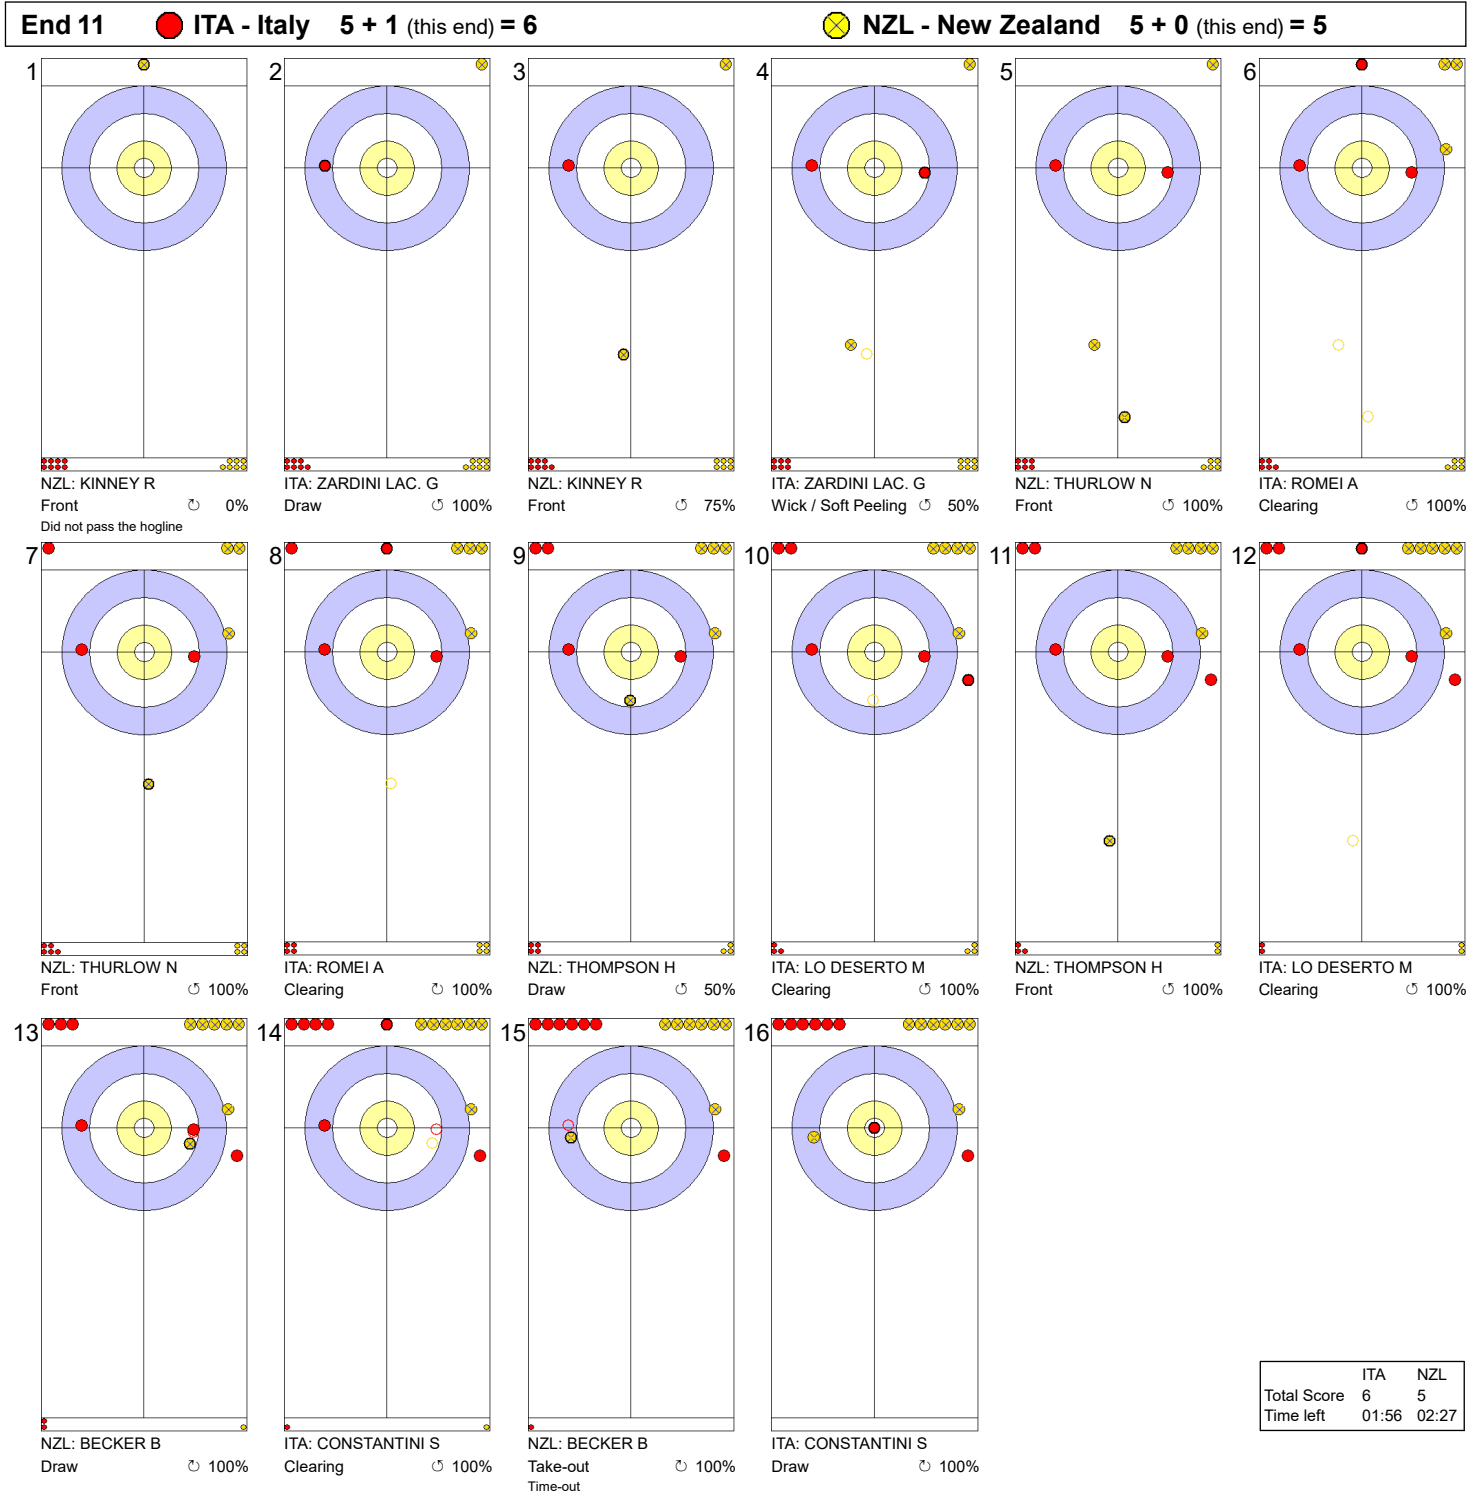 End 11 ITA - Italy 5 + 1 (this end) = 6 NZL - New Zealand 5 + 0 (this end) = 5
1 2 3 4 5 6
NZL: KINNEY R ITA: ZARDINI LAC. G NZL: KINNEY R ITA: ZARDINI LAC. G NZL: THURLOW N ITA: ROMEI A
Front ↻ 0% Draw ↺ 100% Front ↺ 75% Wick / Soft Peeling ↺ 50% Front ↺ 100% Clearing ↺ 100%
Did not pass the hogline
7 8 9 10 11 12
NZL: THURLOW N ITA: ROMEI A NZL: THOMPSON H ITA: LO DESERTO M NZL: THOMPSON H ITA: LO DESERTO M
Front ↺ 100% Clearing ↻ 100% Draw ↺ 50% Clearing ↺ 100% Front ↺ 100% Clearing ↺ 100%
13 14 15 16
NZL: BECKER B ITA: CONSTANTINI S NZL: BECKER B ITA: CONSTANTINI S
Draw ↻ 100% Clearing ↺ 100% Take-out ↻ 100% Draw ↻ 100%
Time-out
ITA NZL
Total Score 6 5
Time left 01:56 02:27